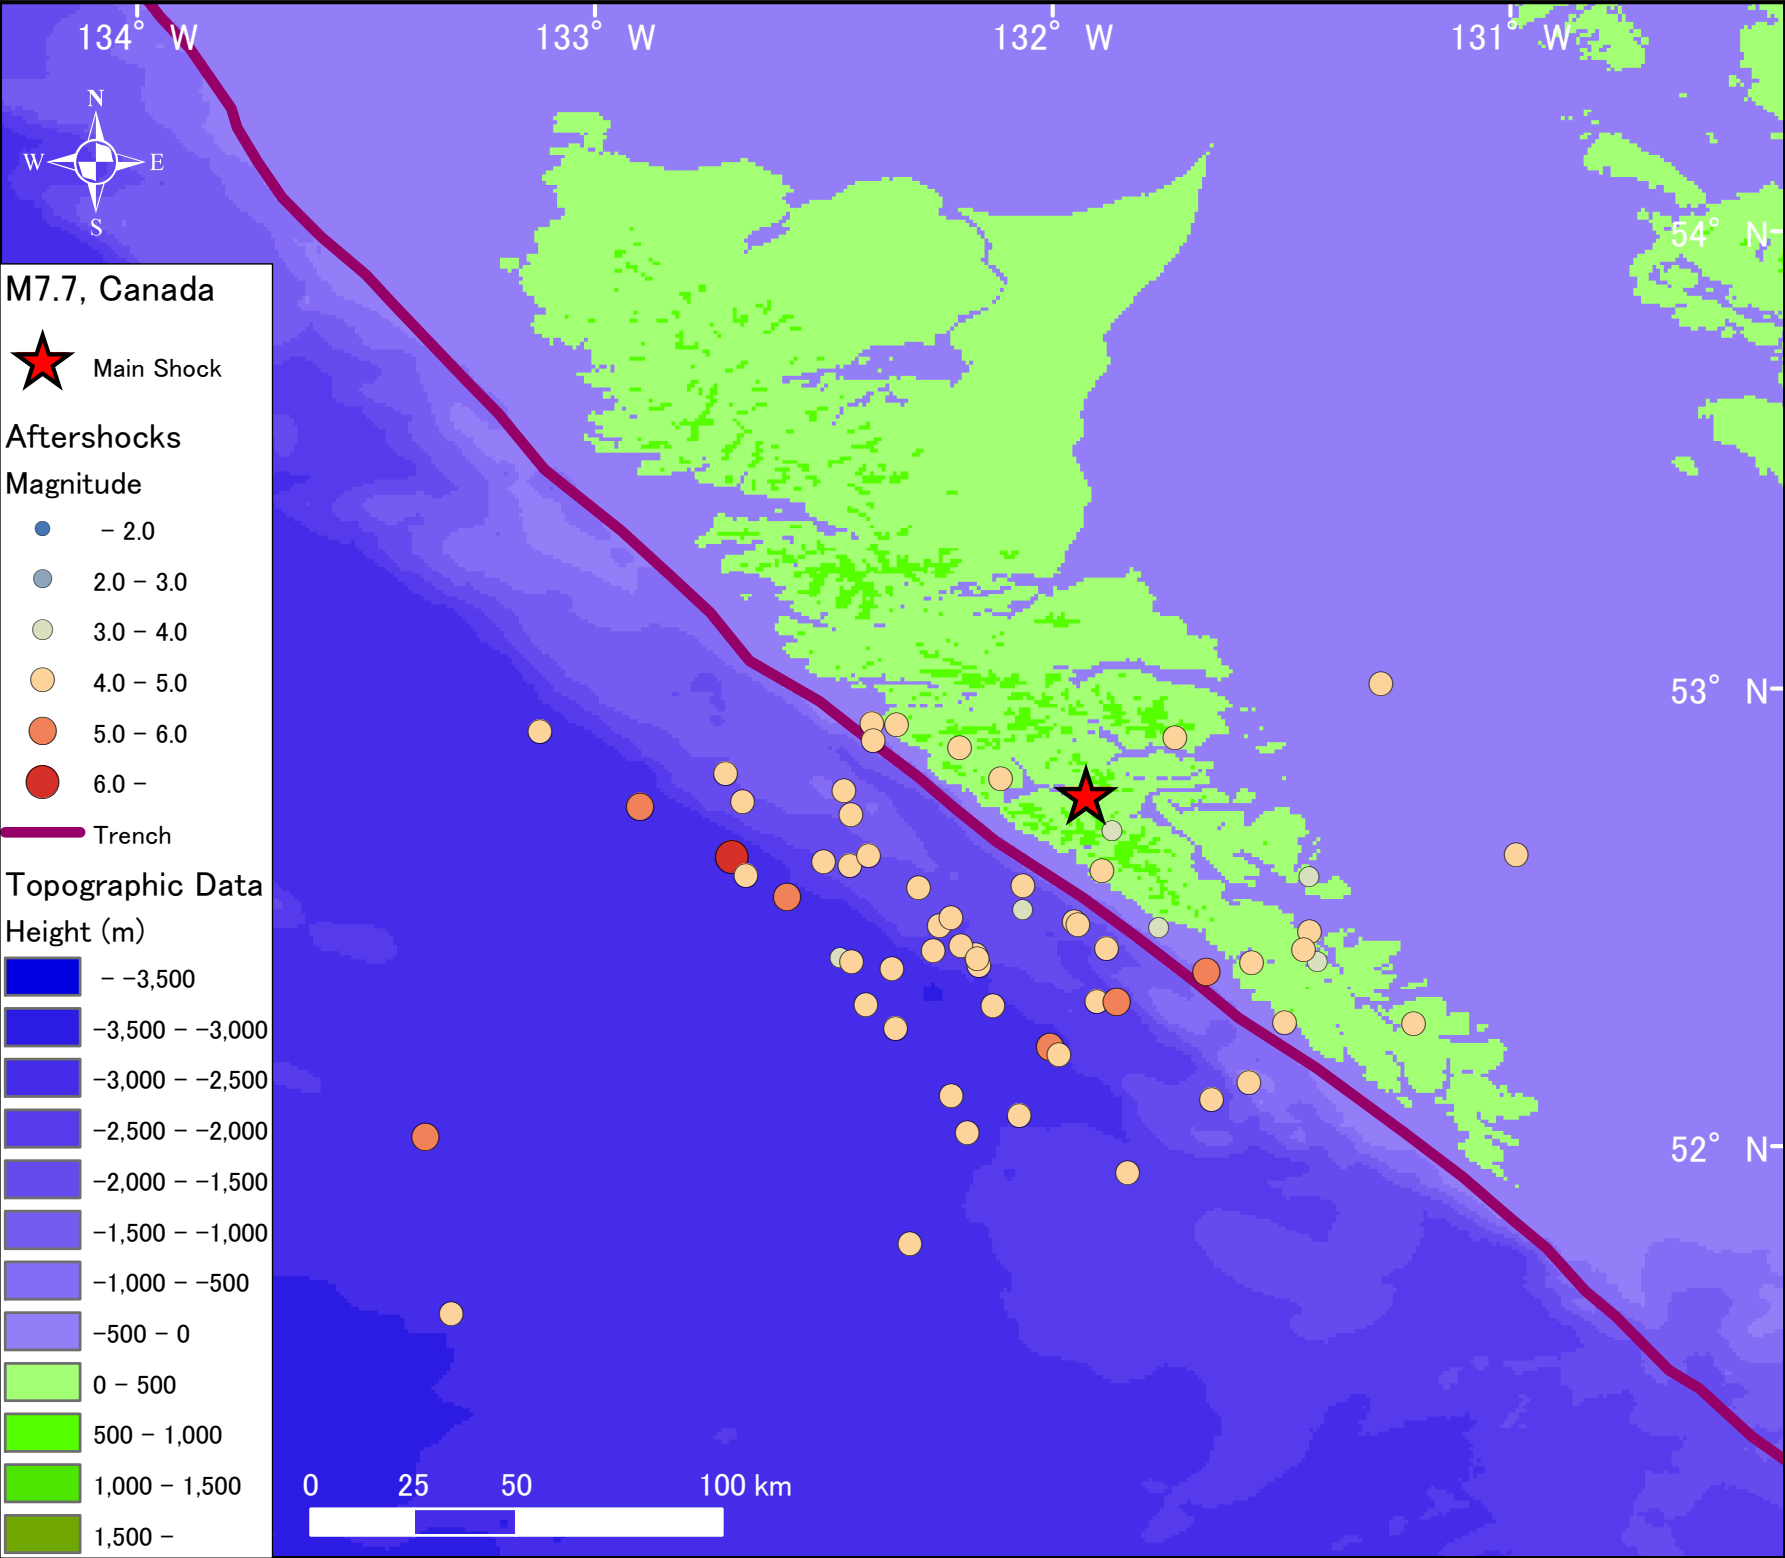 134° W 133° W 132° W 131° W
N
W E
S
54° N
53° N
52° N
M7.7, Canada
Main Shock
Aftershocks
Magnitude
- 2.0
2.0 - 3.0
3.0 - 4.0
4.0 - 5.0
5.0 - 6.0
6.0 -
Trench
Topographic Data
Height (m)
- -3,500
-3,500 - -3,000
-3,000 - -2,500
-2,500 - -2,000
-2,000 - -1,500
-1,500 - -1,000
-1,000 - -500
-500 - 0
0 - 500
500 - 1,000
1,000 - 1,500
1,500 -
0 25 50 100 km